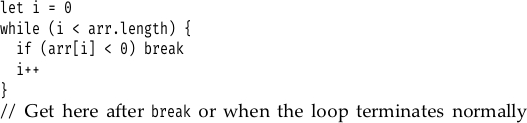 let i = 0
while (i < arr.length) {
  if (arr[i] < 0) break
  i++
}
// Get here after break or when the loop terminates normally